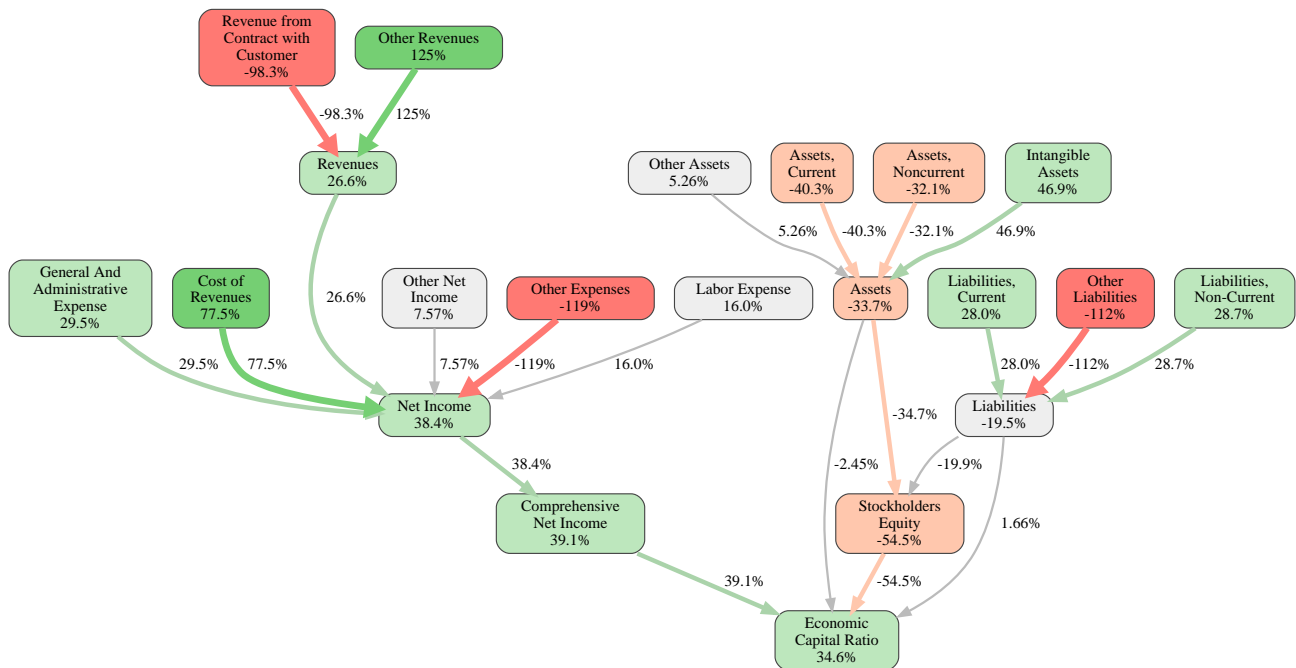 Revenue from
Contract with
Customer
-98.3%
Other Revenues
125%
-98.3%
125%
Revenues
26.6%
Other Assets
5.26%
Assets,
Current
-40.3%
Assets,
Noncurrent
-32.1%
Intangible
Assets
46.9%
5.26%
-40.3%
-32.1%
46.9%
General And
Administrative
Expense
29.5%
Cost of
Revenues
77.5%
26.6%
Other Net
Income
7.57%
Other Expenses
-119%
Labor Expense
16.0%
Assets
-33.7%
Liabilities,
Current
28.0%
Other
Liabilities
-112%
Liabilities,
Non-Current
28.7%
29.5%
77.5%
7.57%
-119%
16.0%
28.0%
-112%
28.7%
Net Income
38.4%
-34.7%
Liabilities
-19.5%
38.4%
-2.45%
-19.9%
Comprehensive
Net Income
39.1%
Stockholders
Equity
-54.5%
1.66%
39.1%
-54.5%
Economic
Capital Ratio
34.6%